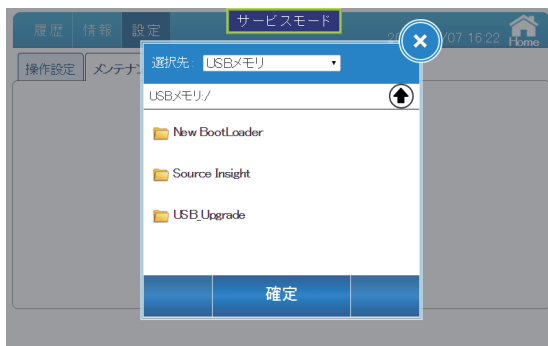 サービスモード
履歴 情報 設定
/07 16:22 Home
操作設定 メンテナ
選択先: USBメモリ
USBメモリ:/
New BootLoader
Source Insight
USB_Upgrade
確定